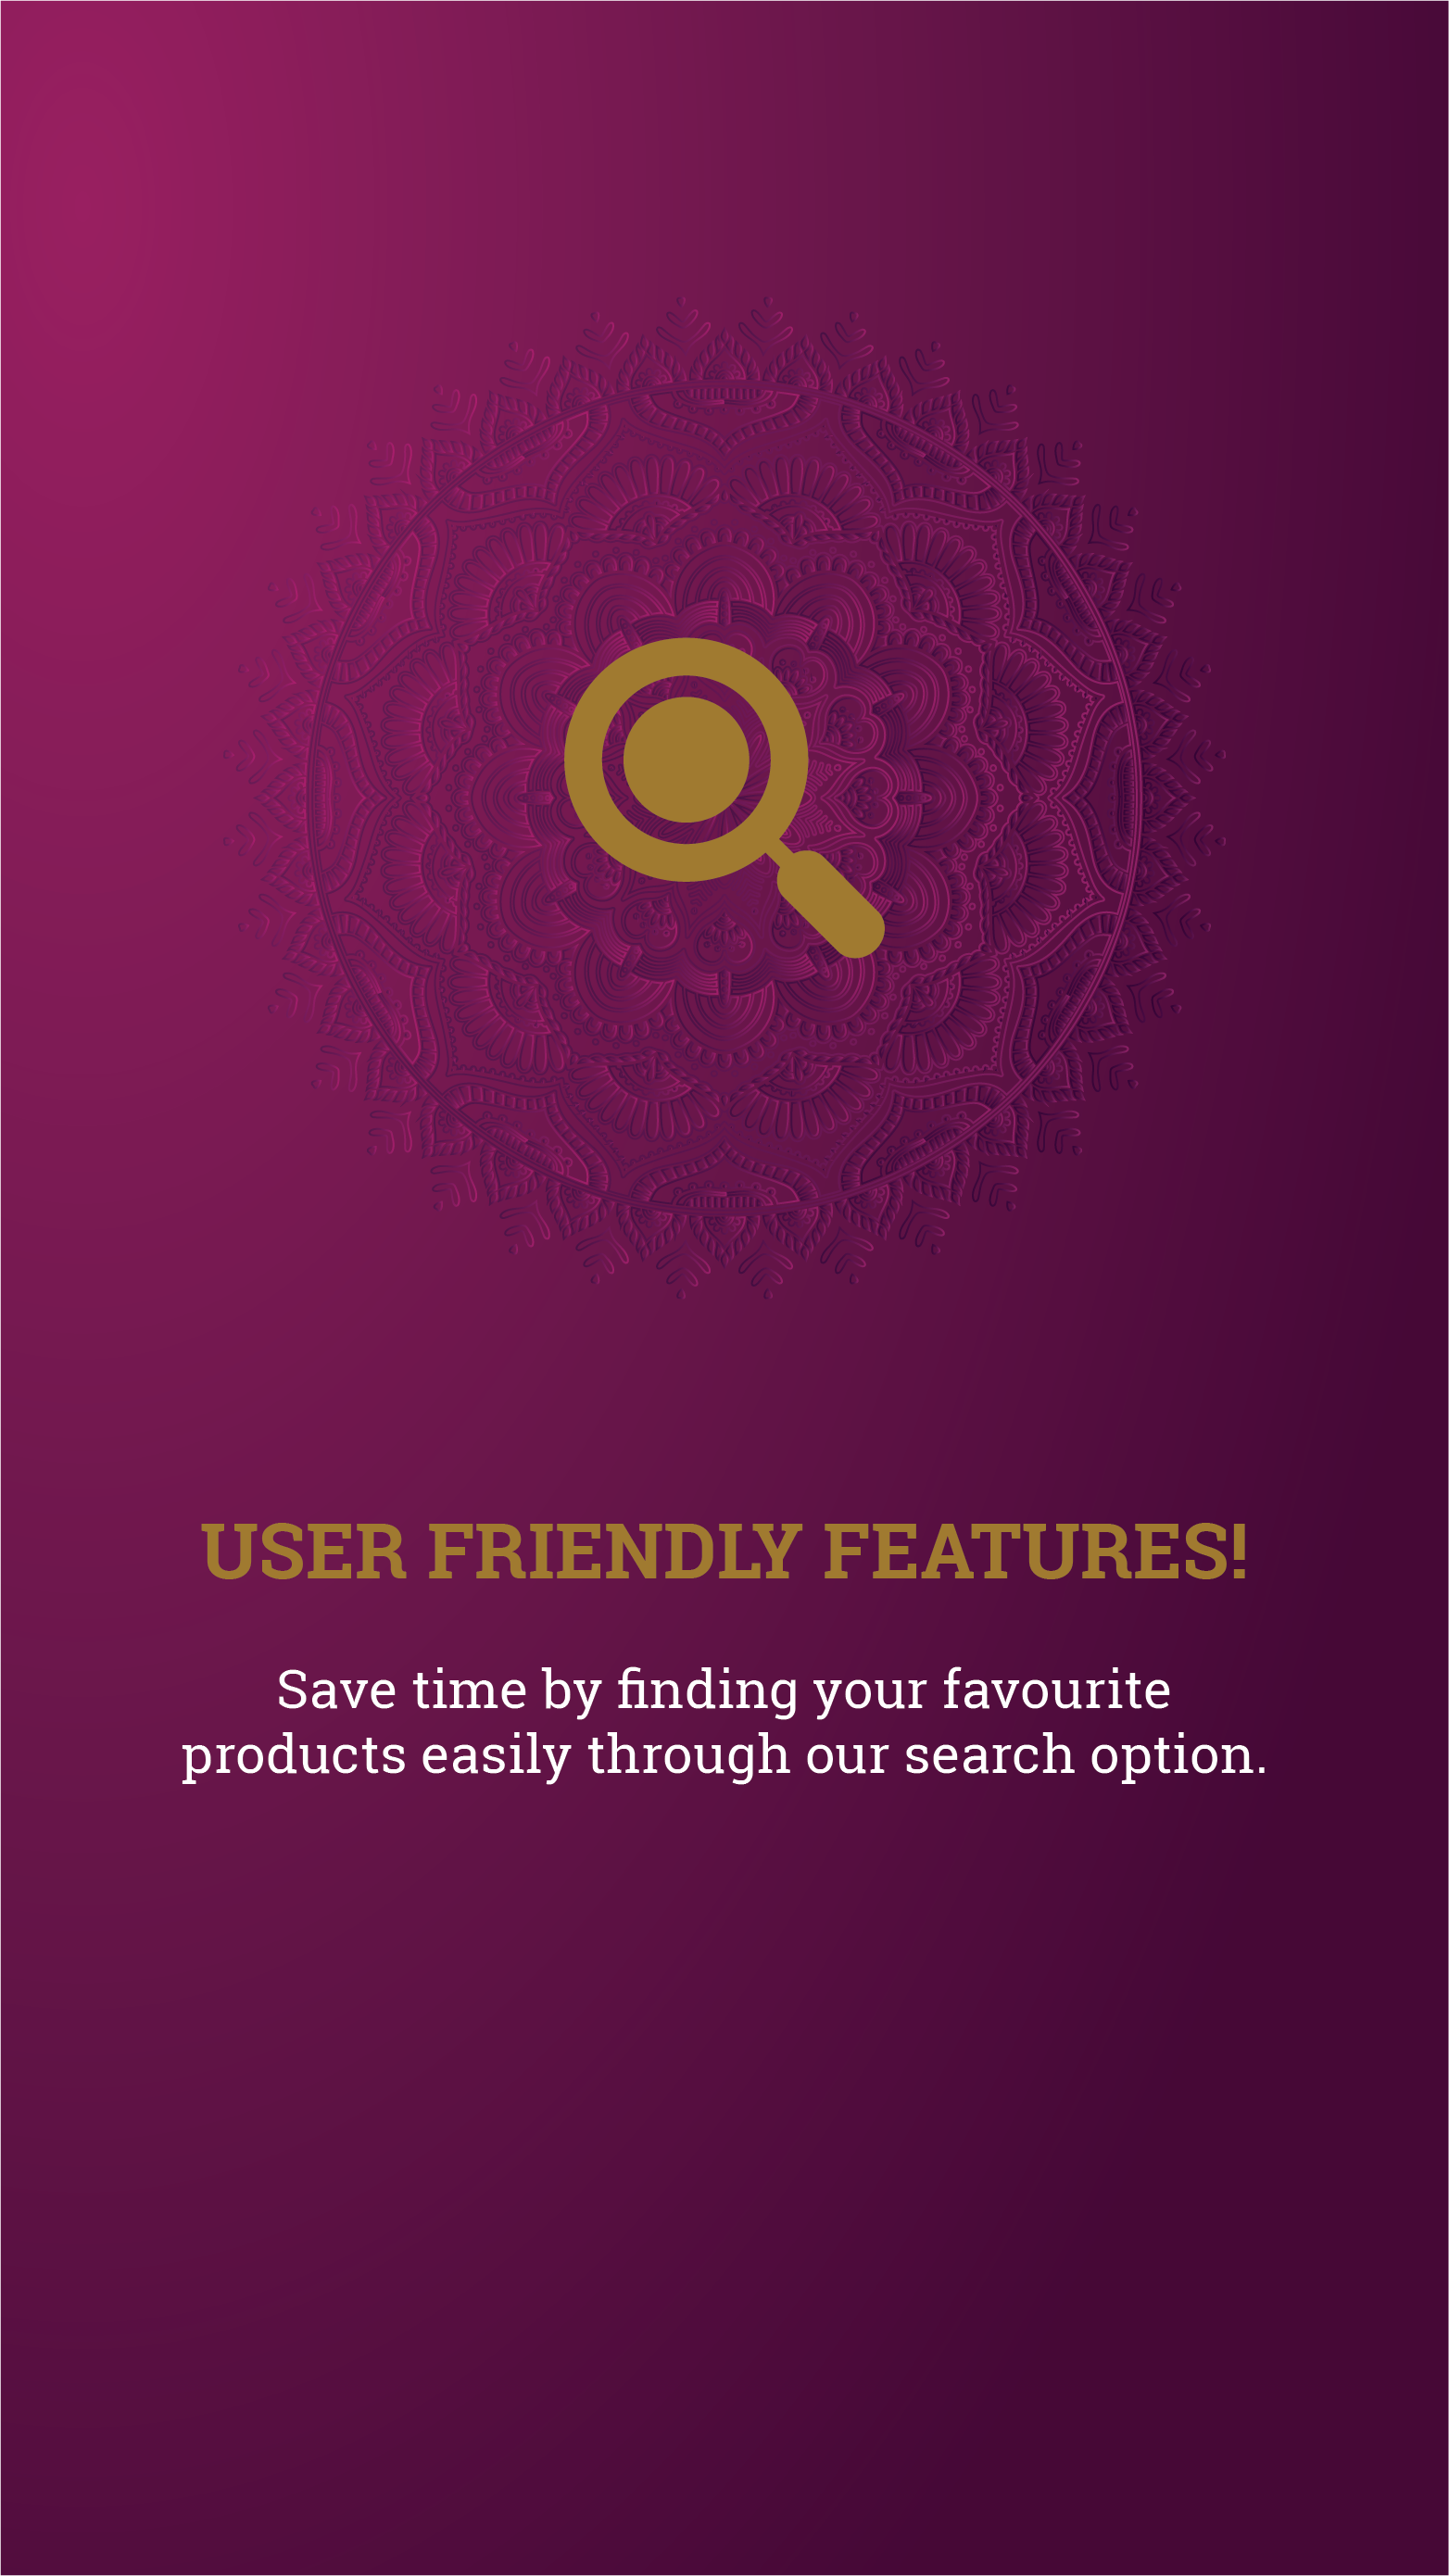 USER FRIENDLY FEATURES!
Save time by finding your favourite
products easily through our search option.